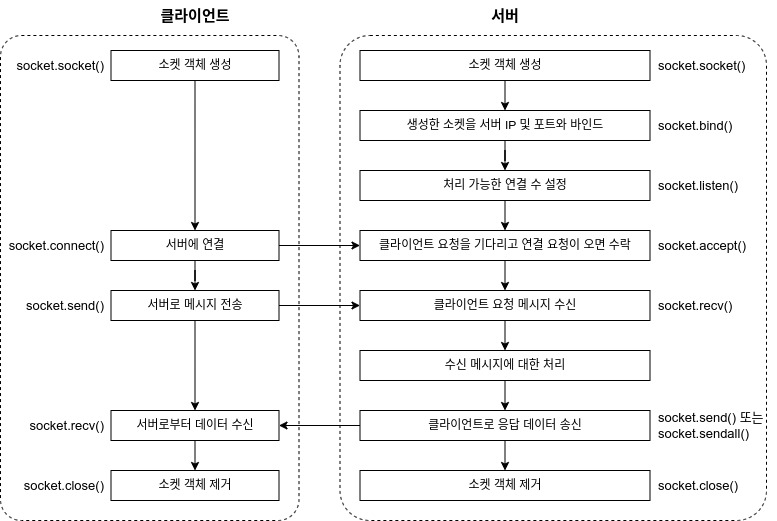 클라이언트
서버
socket.socket()
소켓 객체 생성
소켓 객체 생성
socket.socket()
생성한 소켓을 서버 IP 및 포트와 바인드
socket.bind()
처리 가능한 연결 수 설정
socket.listen()
socket.connect()
서버에 연결
클라이언트 요청을 기다리고 연결 요청이 오면 수락
socket.accept()
socket.send()
서버로 메시지 전송
클라이언트 요청 메시지 수신
socket.recv()
수신 메시지에 대한 처리
socket.recv()
서버로부터 데이터 수신
클라이언트로 응답 데이터 송신
socket.send() 또는
socket.sendall()
socket.close()
소켓 객체 제거
소켓 객체 제거
socket.close()